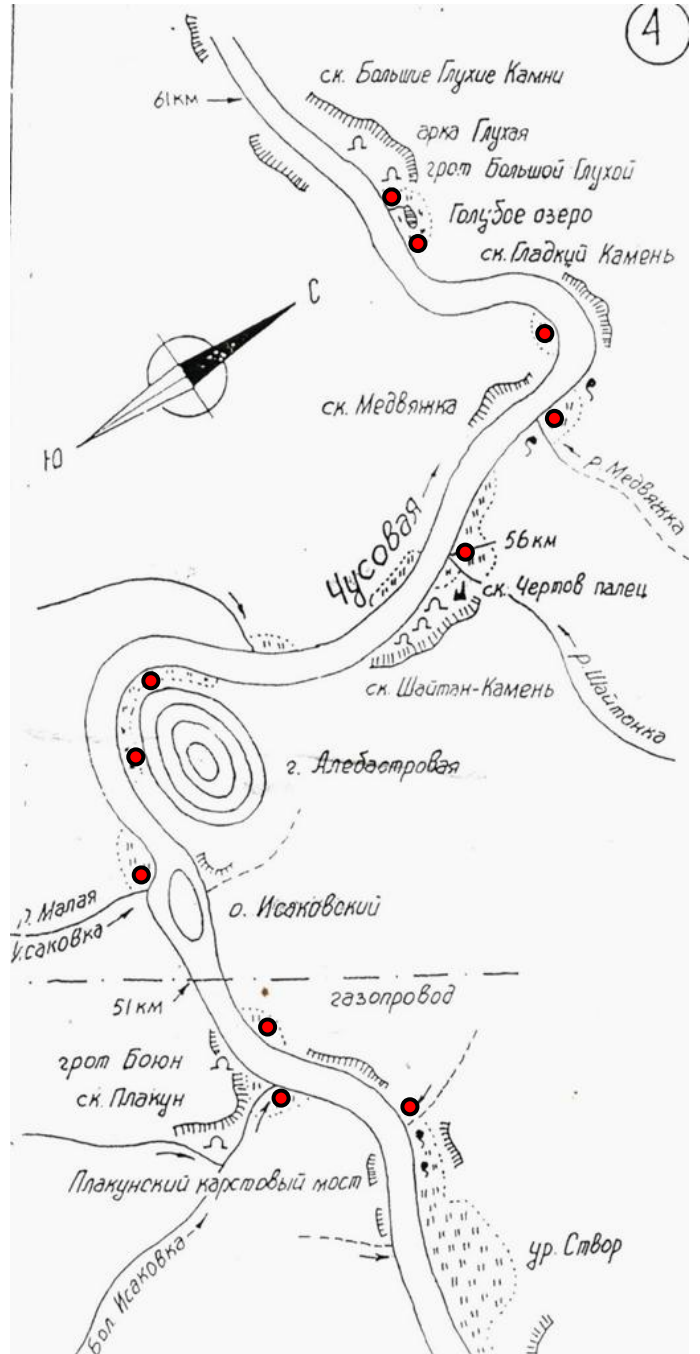 4
ск. Большие Глухие Камни
61 км
арка Глухая
грот Большой Глухой
Голубое озеро
ск. Гладкий Камень
С
ск. Медвяжка
Ю
р. Медвяжка
Чусовая
56 км
ск. Чертов палец
р. Шайтонка
ск. Шайтан-Камень
г. Алебастровая
р. Малая
Исаковка
о. Исаковский
51 км
газопровод
грот Боюн
ск. Плакун
Плакунский карстовый мост
ур. Створ
Бол Исаковка